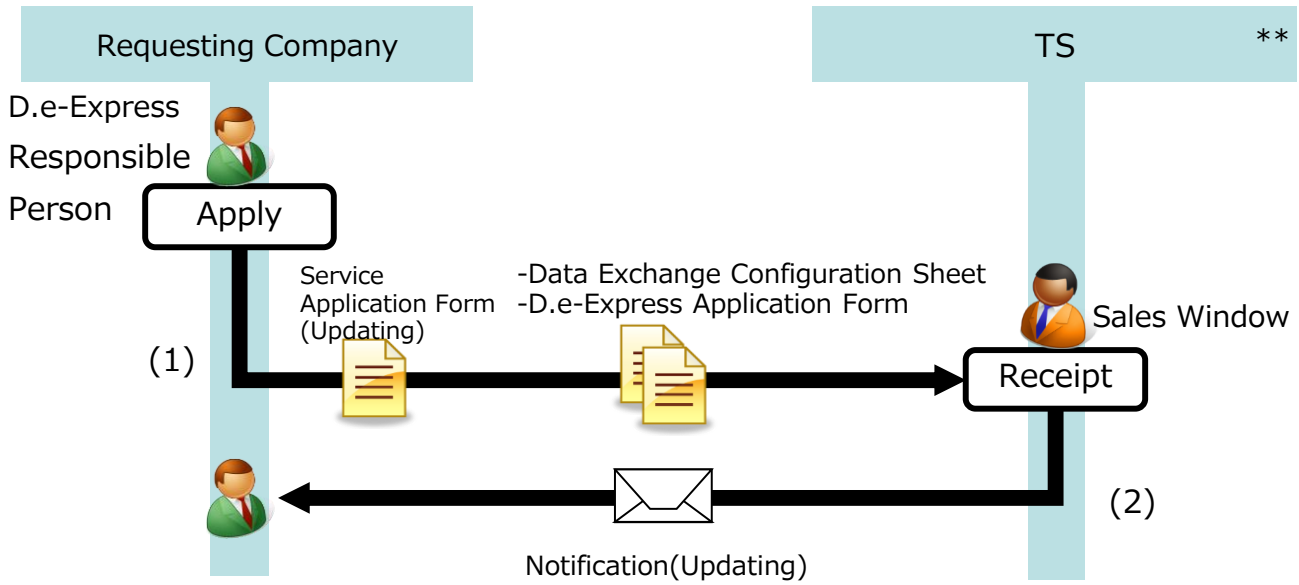 Requesting Company
TS
**
D.e-Express
Responsible
Person
Apply
Service
Application Form
(Updating)
-Data Exchange Configuration Sheet
-D.e-Express Application Form
Sales Window
(1)
Receipt
(2)
Notification(Updating)